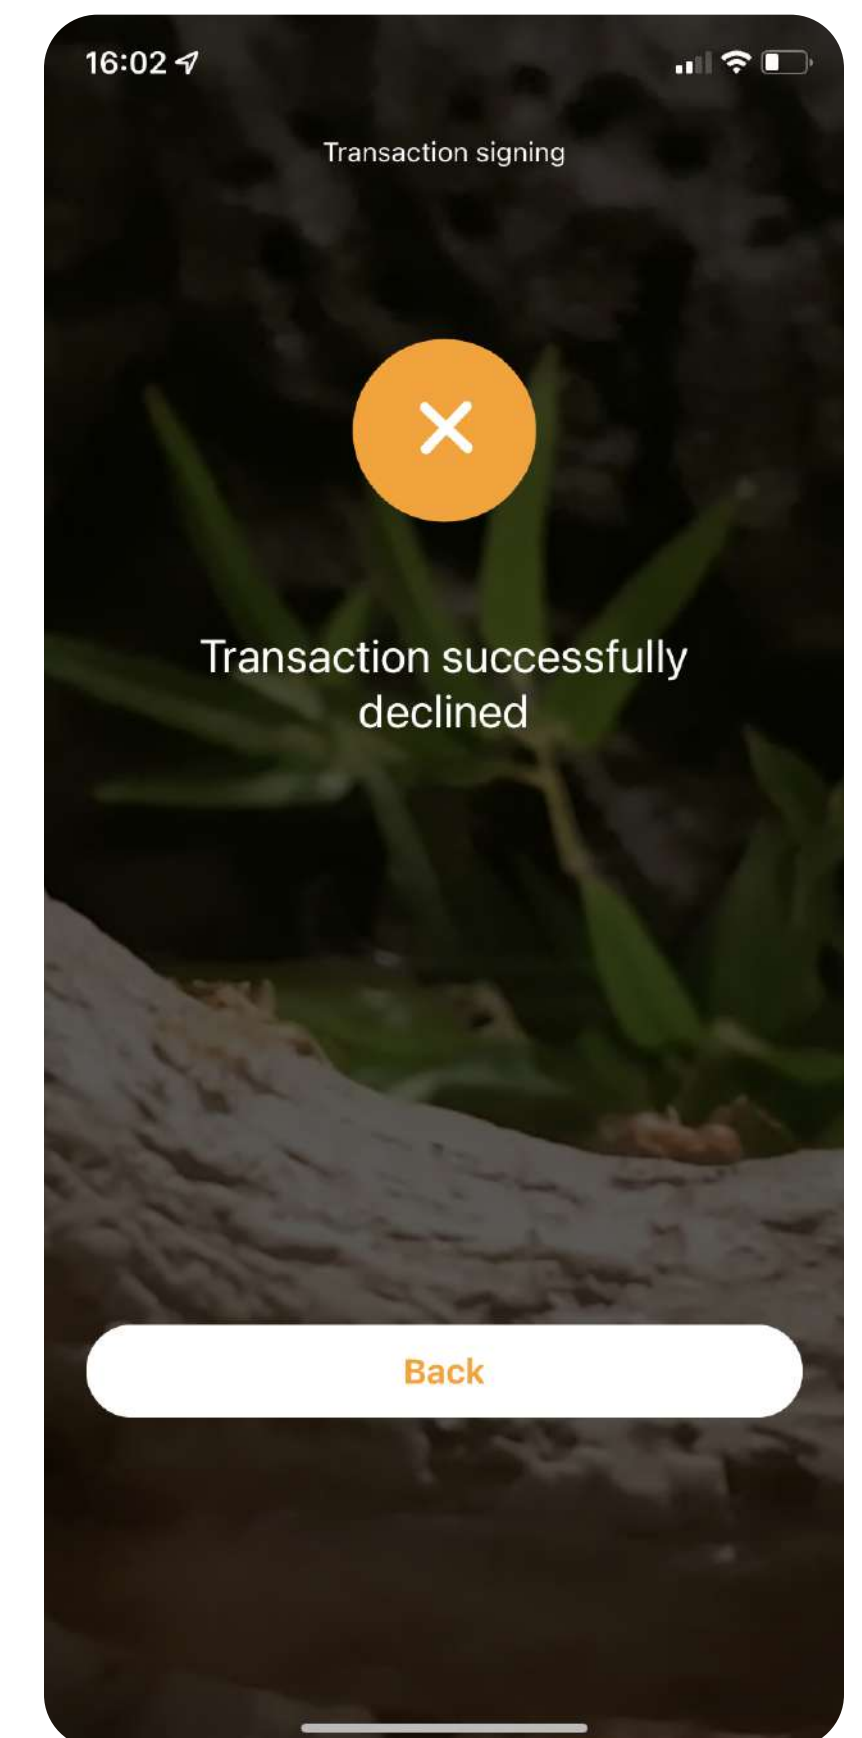 16:02
Transaction signing
Transaction successfully
declined
Back